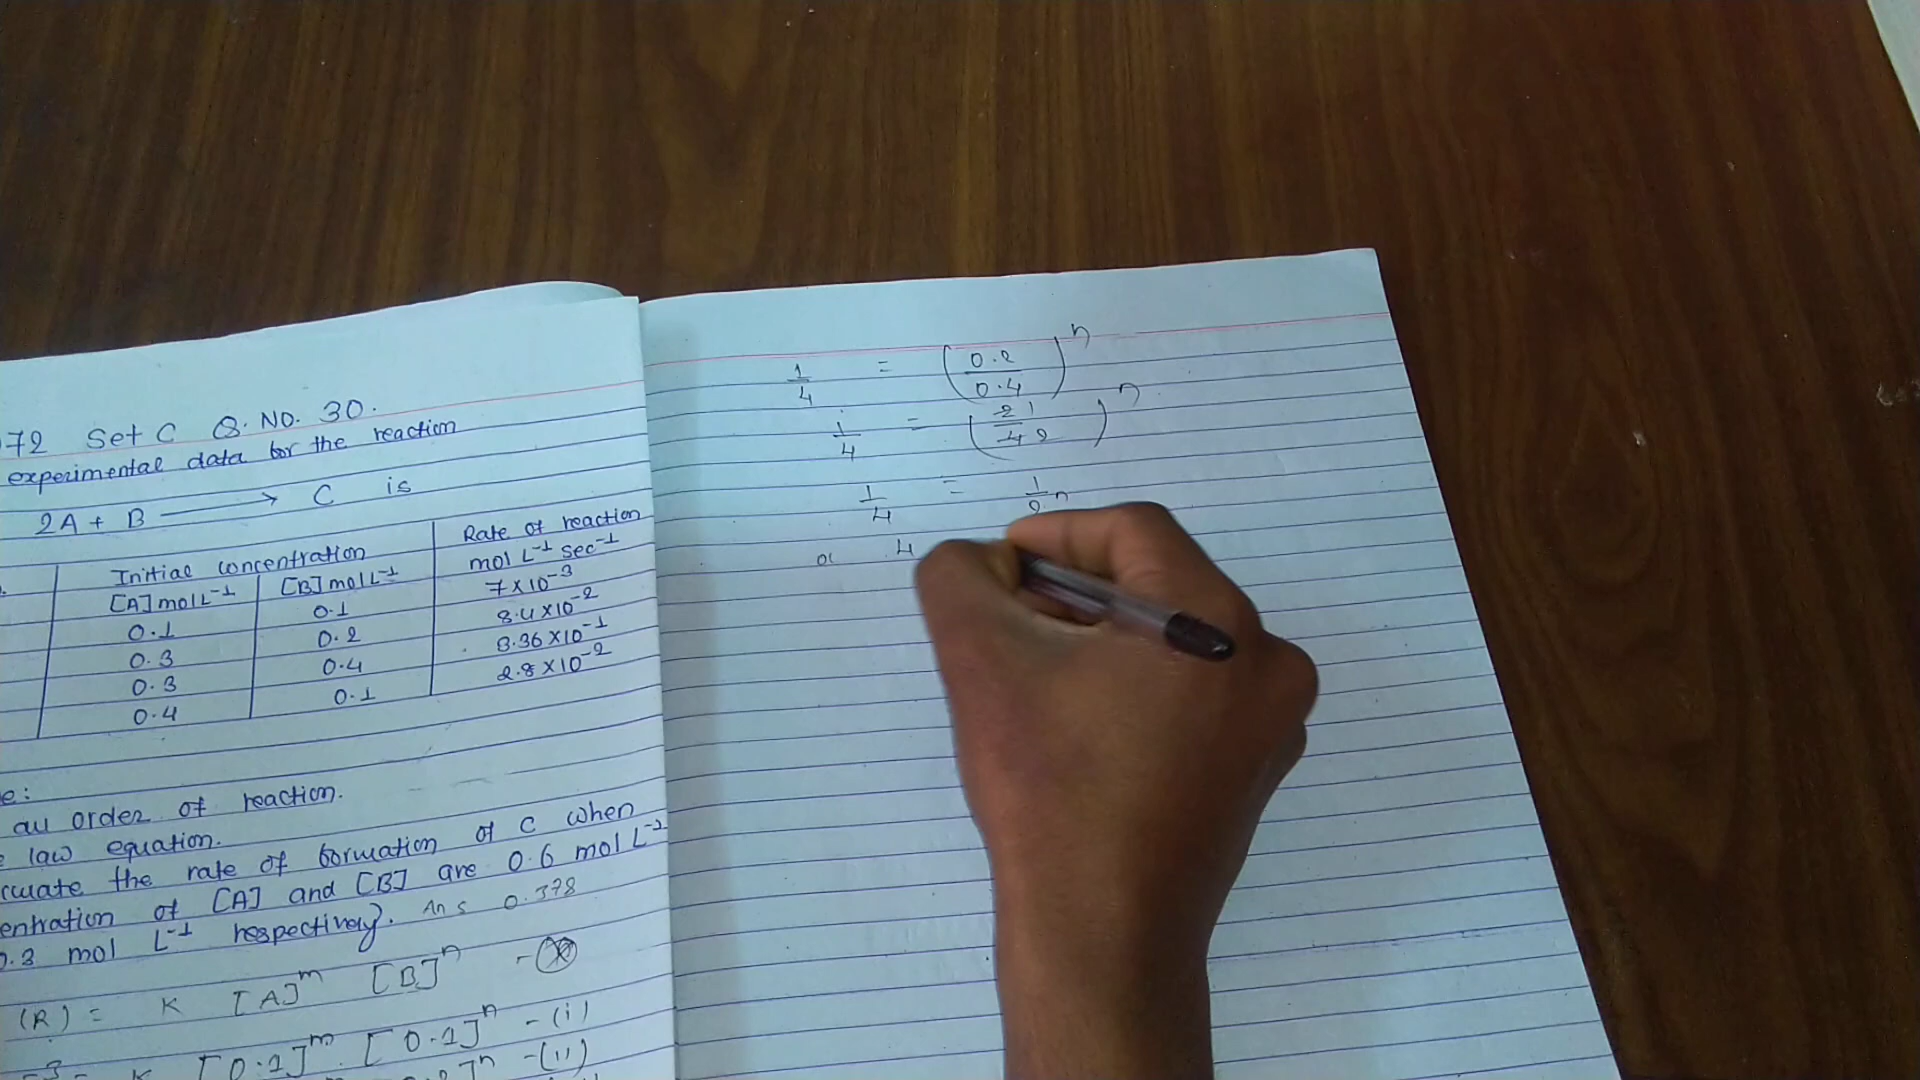 72 Set C Q. NO. 30.
experimental data for the reaction
2A + B → C is
Initial concentration Rate of reaction
[A] mol L⁻¹ [B] mol L⁻¹ mol L⁻¹ sec⁻¹
0.1 0.1 7 × 10⁻³
0.3 0.2 8.4 × 10⁻²
0.3 0.4 3.36 × 10⁻¹
0.4 0.1 2.8 × 10⁻²
e:
all order of reaction.
e law equation.
culate the rate of formation of C when
entration of [A] and [B] are 0.6 mol L⁻¹
0.3 mol L⁻¹ respectively). Ans 0.378
(R) = K [A]ᵐ [B]ⁿ -(*)
⁻³ = K [0.1]ᵐ. [0.1]ⁿ -(i)
]ⁿ -(ii)
1/4 = (0.2/0.4)ⁿ
1/4 = (2 1/4 2)ⁿ
1/4 = 1/2ⁿ
or 4